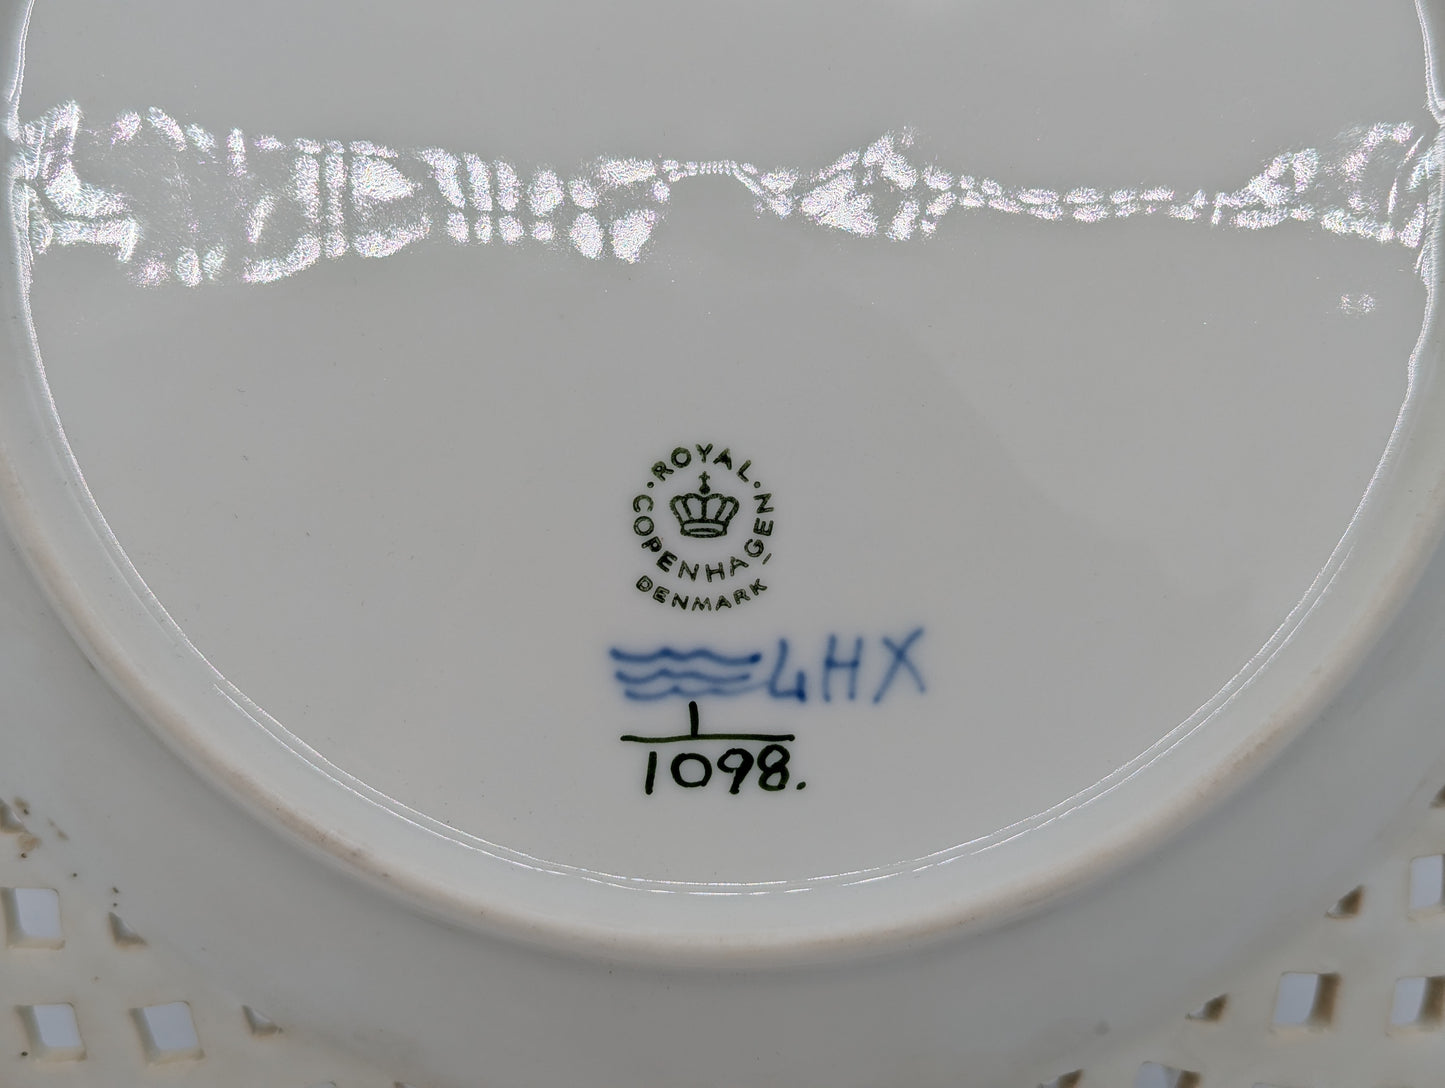 ROYAL
COPENHAGEN
DENMARK
4HX
1
1098.